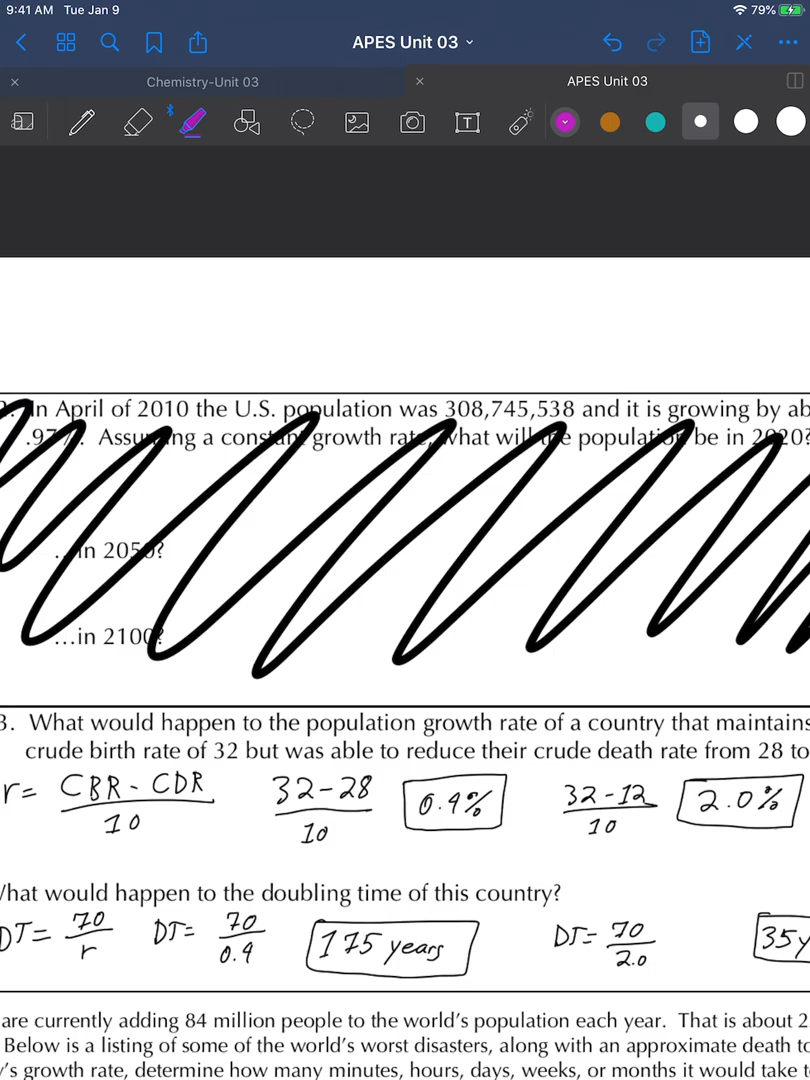 9:41 AM Tue Jan 9 79%
APES Unit 03
Chemistry-Unit 03 APES Unit 03
T
In April of 2010 the U.S. population was 308,745,538 and it is growing by
Assuming a constant growth rate, what will the population be in 2020?
…in 2050?
…in 2100?
3. What would happen to the population growth rate of a country that maintains
crude birth rate of 32 but was able to reduce their crude death rate from 28 to
r= CBR - CDR / 10 32-28 / 10 0.4% 32-12 / 10 2.0%
What would happen to the doubling time of this country?
DT= 70 / r DT= 70 / 0.4 175 years DT= 70 / 2.0 35 y
are currently adding 84 million people to the world's population each year. That is about 2
Below is a listing of some of the world's worst disasters, along with an approximate death
y's growth rate, determine how many minutes, hours, days, weeks, or months it would take